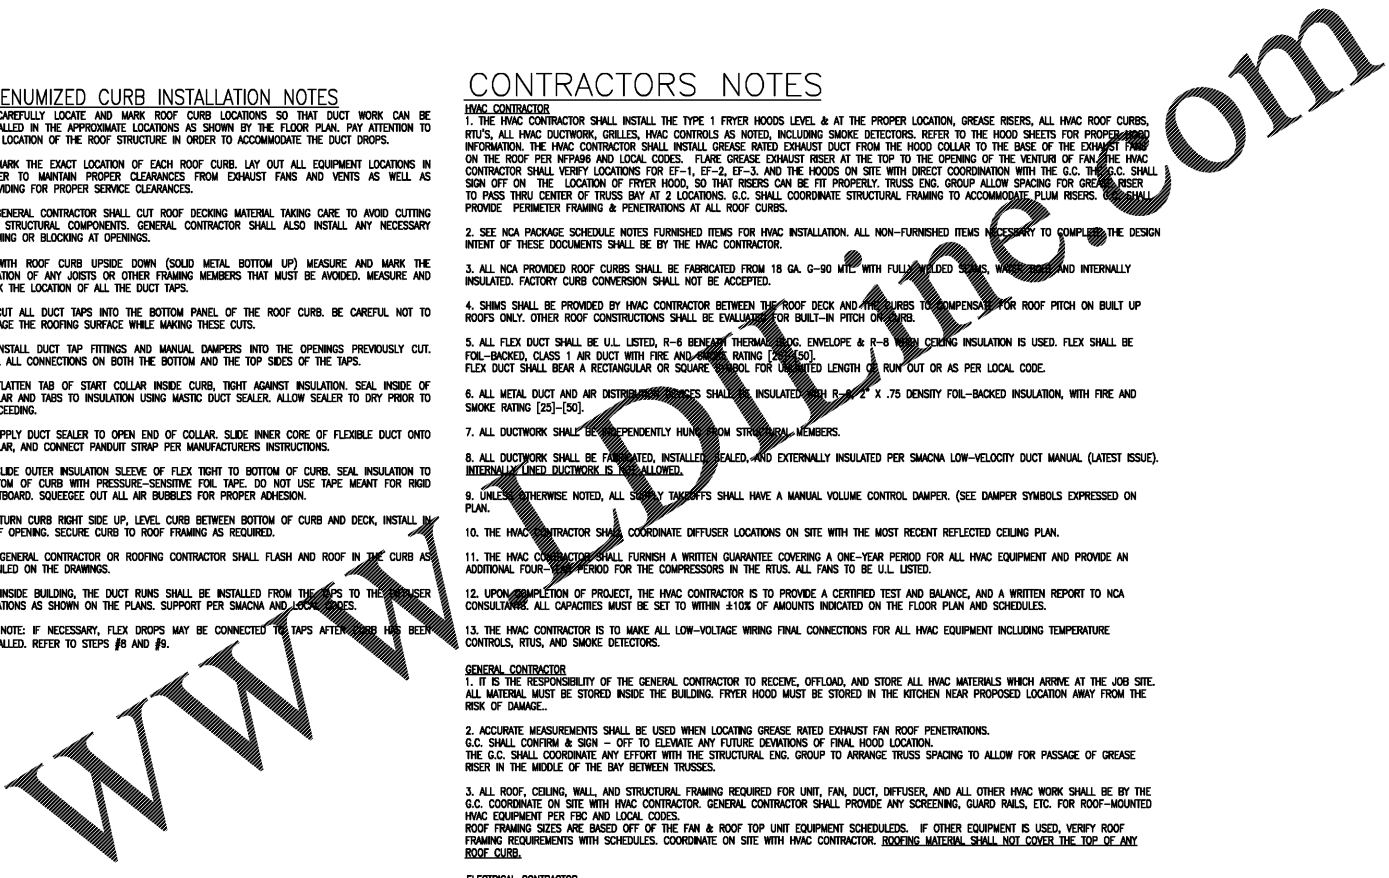 ENUMIZED CURB INSTALLATION NOTES
CAREFULLY LOCATE AND MARK ROOF CURB LOCATIONS SO THAT DUCT WORK CAN BE
ALLED IN THE APPROXIMATE LOCATIONS AS SHOWN BY THE FLOOR PLAN. PAY ATTENTION TO
LOCATION OF THE ROOF STRUCTURE IN ORDER TO ACCOMMODATE THE DUCT DROPS.
MARK THE EXACT LOCATION OF EACH ROOF CURB. LAY OUT ALL EQUIPMENT LOCATIONS IN
ER TO MAINTAIN PROPER CLEARANCES FROM EXHAUST FANS AND VENTS AS WELL AS
VIDING FOR PROPER SERVICE CLEARANCES.
GENERAL CONTRACTOR SHALL CUT ROOF DECKING MATERIAL TAKING CARE TO AVOID CUTTING
STRUCTURAL COMPONENTS. GENERAL CONTRACTOR SHALL ALSO INSTALL ANY NECESSARY
MING OR BLOCKING AT OPENINGS.
WITH ROOF CURB UPSIDE DOWN (SOLID METAL BOTTOM UP) MEASURE AND MARK THE
ATION OF ANY JOISTS OR OTHER FRAMING MEMBERS THAT MUST BE AVOIDED. MEASURE AND
K THE LOCATION OF ALL THE DUCT TAPS.
CUT ALL DUCT TAPS INTO THE BOTTOM PANEL OF THE ROOF CURB. BE CAREFUL NOT TO
AGE THE ROOFING SURFACE WHILE MAKING THESE CUTS.
NSTALL DUCT TAP FITTINGS AND MANUAL DAMPERS INTO THE OPENINGS PREVIOUSLY CUT.
ALL CONNECTIONS ON BOTH THE BOTTOM AND THE TOP SIDES OF THE TAPS.
LATTEN TAB OF START COLLAR INSIDE CURB, TIGHT AGAINST INSULATION. SEAL INSIDE OF
LAR AND TABS TO INSULATION USING MASTIC DUCT SEALER. ALLOW SEALER TO DRY PRIOR TO
CEEDING.
PPLY DUCT SEALER TO OPEN END OF COLLAR. SLIDE INNER CORE OF FLEXIBLE DUCT ONTO
LAR, AND CONNECT PANDUIT STRAP PER MANUFACTURERS INSTRUCTIONS.
LIDE OUTER INSULATION SLEEVE OF FLEX TIGHT TO BOTTOM OF CURB. SEAL INSULATION TO
TOM OF CURB WITH PRESSURE-SENSITIVE FOIL TAPE. DO NOT USE TAPE MEANT FOR RIGID
TBOARD. SQUEEGEE OUT ALL AIR BUBBLES FOR PROPER ADHESION.
TURN CURB RIGHT SIDE UP, LEVEL CURB BETWEEN BOTTOM OF CURB AND DECK, INSTALL IN
F OPENING. SECURE CURB TO ROOF FRAMING AS REQUIRED.
GENERAL CONTRACTOR OR ROOFING CONTRACTOR SHALL FLASH AND ROOF IN THE CURB AS
ILED ON THE DRAWINGS.
INSIDE BUILDING, THE DUCT RUNS SHALL BE INSTALLED FROM THE TAPS TO THE DIFFUSER
ATIONS AS SHOWN ON THE PLANS. SUPPORT PER SMACNA AND LOCAL CODES.
NOTE: IF NECESSARY, FLEX DROPS MAY BE CONNECTED TO TAPS AFTER CURB HAS BEEN
ALLED. REFER TO STEPS #8 AND #9.
CONTRACTORS NOTES
HVAC CONTRACTOR
1. THE HVAC CONTRACTOR SHALL INSTALL THE TYPE 1 FRYER HOODS LEVEL & AT THE PROPER LOCATION, GREASE RISERS, ALL HVAC ROOF CURBS,
RTU'S, ALL HVAC DUCTWORK, GRILLES, HVAC CONTROLS AS NOTED, INCLUDING SMOKE DETECTORS. REFER TO THE HOOD SHEETS FOR PROPER HOOD
INFORMATION. THE HVAC CONTRACTOR SHALL INSTALL GREASE RATED EXHAUST DUCT FROM THE HOOD COLLAR TO THE BASE OF THE EXHAUST FANS
ON THE ROOF PER NFPA96 AND LOCAL CODES. FLARE GREASE EXHAUST RISER AT THE TOP TO THE OPENING OF THE VENTURI OF FAN. THE HVAC
CONTRACTOR SHALL VERIFY LOCATIONS FOR EF-1, EF-2, EF-3. AND THE HOODS ON SITE WITH DIRECT COORDINATION WITH THE G.C. THE G.C. SHALL
SIGN OFF ON THE LOCATION OF FRYER HOOD, SO THAT RISERS CAN BE FIT PROPERLY. TRUSS ENG. GROUP ALLOW SPACING FOR GREASE RISER
TO PASS THRU CENTER OF TRUSS BAY AT 2 LOCATIONS. G.C. SHALL COORDINATE STRUCTURAL FRAMING TO ACCOMMODATE PLUM RISERS. G.C. SHALL
PROVIDE PERIMETER FRAMING & PENETRATIONS AT ALL ROOF CURBS.
2. SEE NCA PACKAGE SCHEDULE NOTES FURNISHED ITEMS FOR HVAC INSTALLATION. ALL NON-FURNISHED ITEMS NECESSARY TO COMPLETE THE DESIGN
INTENT OF THESE DOCUMENTS SHALL BE BY THE HVAC CONTRACTOR.
3. ALL NCA PROVIDED ROOF CURBS SHALL BE FABRICATED FROM 18 GA. G-90 MTL. WITH FULLY WELDED SEAMS, WATER AND INTERNALLY
INSULATED. FACTORY CURB CONVERSION SHALL NOT BE ACCEPTED.
4. SHIMS SHALL BE PROVIDED BY HVAC CONTRACTOR BETWEEN THE ROOF DECK AND THE CURBS TO COMPENSATE FOR ROOF PITCH ON BUILT UP
ROOFS ONLY. OTHER ROOF CONSTRUCTIONS SHALL BE EVALUATED FOR BUILT-IN PITCH ON CURB.
5. ALL FLEX DUCT SHALL BE U.L. LISTED, R-6 BENEATH THERMAL BLDG. ENVELOPE & R-8 WHEN CEILING INSULATION IS USED. FLEX SHALL BE
FOIL-BACKED, CLASS 1 AIR DUCT WITH FIRE AND SMOKE RATING [25]-[50].
FLEX DUCT SHALL BEAR A RECTANGULAR OR SQUARE SYMBOL FOR UNLIMITED LENGTH OF RUN OUT OR AS PER LOCAL CODE.
6. ALL METAL DUCT AND AIR DISTRIBUTION DEVICES SHALL BE INSULATED WITH R-6, 2" X .75 DENSITY FOIL-BACKED INSULATION, WITH FIRE AND
SMOKE RATING [25]-[50].
7. ALL DUCTWORK SHALL BE INDEPENDENTLY HUNG FROM STRUCTURAL MEMBERS.
8. ALL DUCTWORK SHALL BE FABRICATED, INSTALLED, SEALED, AND EXTERNALLY INSULATED PER SMACNA LOW-VELOCITY DUCT MANUAL (LATEST ISSUE).
INTERNALLY LINED DUCTWORK IS NOT ALLOWED.
9. UNLESS OTHERWISE NOTED, ALL SUPPLY TAKEOFFS SHALL HAVE A MANUAL VOLUME CONTROL DAMPER. (SEE DAMPER SYMBOLS EXPRESSED ON
PLAN.
10. THE HVAC CONTRACTOR SHALL COORDINATE DIFFUSER LOCATIONS ON SITE WITH THE MOST RECENT REFLECTED CEILING PLAN.
11. THE HVAC CONTRACTOR SHALL FURNISH A WRITTEN GUARANTEE COVERING A ONE-YEAR PERIOD FOR ALL HVAC EQUIPMENT AND PROVIDE AN
ADDITIONAL FOUR-YEAR PERIOD FOR THE COMPRESSORS IN THE RTUS. ALL FANS TO BE U.L. LISTED.
12. UPON COMPLETION OF PROJECT, THE HVAC CONTRACTOR IS TO PROVIDE A CERTIFIED TEST AND BALANCE, AND A WRITTEN REPORT TO NCA
CONSULTANTS. ALL CAPACITIES MUST BE SET TO WITHIN ±10% OF AMOUNTS INDICATED ON THE FLOOR PLAN AND SCHEDULES.
13. THE HVAC CONTRACTOR IS TO MAKE ALL LOW-VOLTAGE WIRING FINAL CONNECTIONS FOR ALL HVAC EQUIPMENT INCLUDING TEMPERATURE
CONTROLS, RTUS, AND SMOKE DETECTORS.
GENERAL CONTRACTOR
1. IT IS THE RESPONSIBILITY OF THE GENERAL CONTRACTOR TO RECEIVE, OFFLOAD, AND STORE ALL HVAC MATERIALS WHICH ARRIVE AT THE JOB SITE.
ALL MATERIAL MUST BE STORED INSIDE THE BUILDING. FRYER HOOD MUST BE STORED IN THE KITCHEN NEAR PROPOSED LOCATION AWAY FROM THE
RISK OF DAMAGE..
2. ACCURATE MEASUREMENTS SHALL BE USED WHEN LOCATING GREASE RATED EXHAUST FAN ROOF PENETRATIONS.
G.C. SHALL CONFIRM & SIGN - OFF TO ELEVIATE ANY FUTURE DEVIATIONS OF FINAL HOOD LOCATION.
THE G.C. SHALL COORDINATE ANY EFFORT WITH THE STRUCTURAL ENG. GROUP TO ARRANGE TRUSS SPACING TO ALLOW FOR PASSAGE OF GREASE
RISER IN THE MIDDLE OF THE BAY BETWEEN TRUSSES.
3. ALL ROOF, CEILING, WALL, AND STRUCTURAL FRAMING REQUIRED FOR UNIT, FAN, DUCT, DIFFUSER, AND ALL OTHER HVAC WORK SHALL BE BY THE
G.C. COORDINATE ON SITE WITH HVAC CONTRACTOR. GENERAL CONTRACTOR SHALL PROVIDE ANY SCREENING, GUARD RAILS, ETC. FOR ROOF-MOUNTED
HVAC EQUIPMENT PER FBC AND LOCAL CODES.
ROOF FRAMING SIZES ARE BASED OFF OF THE FAN & ROOF TOP UNIT EQUIPMENT SCHEDULEDS. IF OTHER EQUIPMENT IS USED, VERIFY ROOF
FRAMING REQUIREMENTS WITH SCHEDULES. COORDINATE ON SITE WITH HVAC CONTRACTOR. ROOFING MATERIAL SHALL NOT COVER THE TOP OF ANY
ROOF CURB.
ELECTRICAL CONTRACTOR
www.LDILine.com